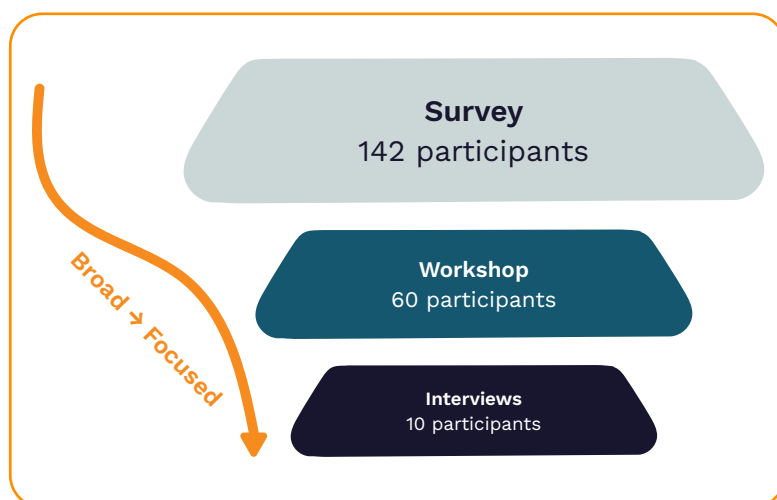 Survey
142 participants
Broad → Focused
Workshop
60 participants
Interviews
10 participants